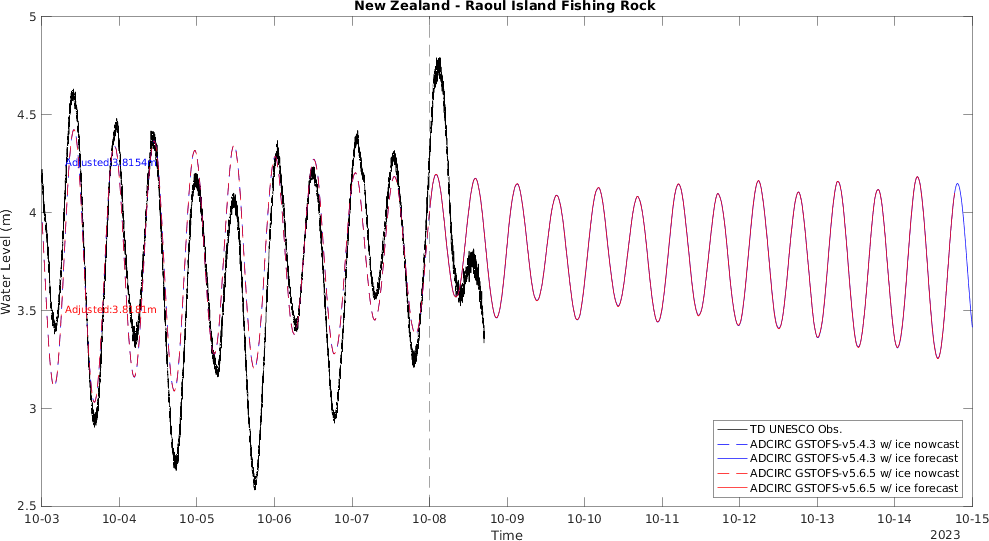 New Zealand - Raoul Island Fishing Rock
5
4.5
4
3.5
3
2.5
Water Level (m)
Adjusted:3.8154m
Adjusted:3.8181m
TD UNESCO Obs.
ADCIRC GSTOFS-v5.4.3 w/ ice nowcast
ADCIRC GSTOFS-v5.4.3 w/ ice forecast
ADCIRC GSTOFS-v5.6.5 w/ ice nowcast
ADCIRC GSTOFS-v5.6.5 w/ ice forecast
10-03 10-04 10-05 10-06 10-07 10-08 10-09 10-10 10-11 10-12 10-13 10-14 10-15
Time
2023